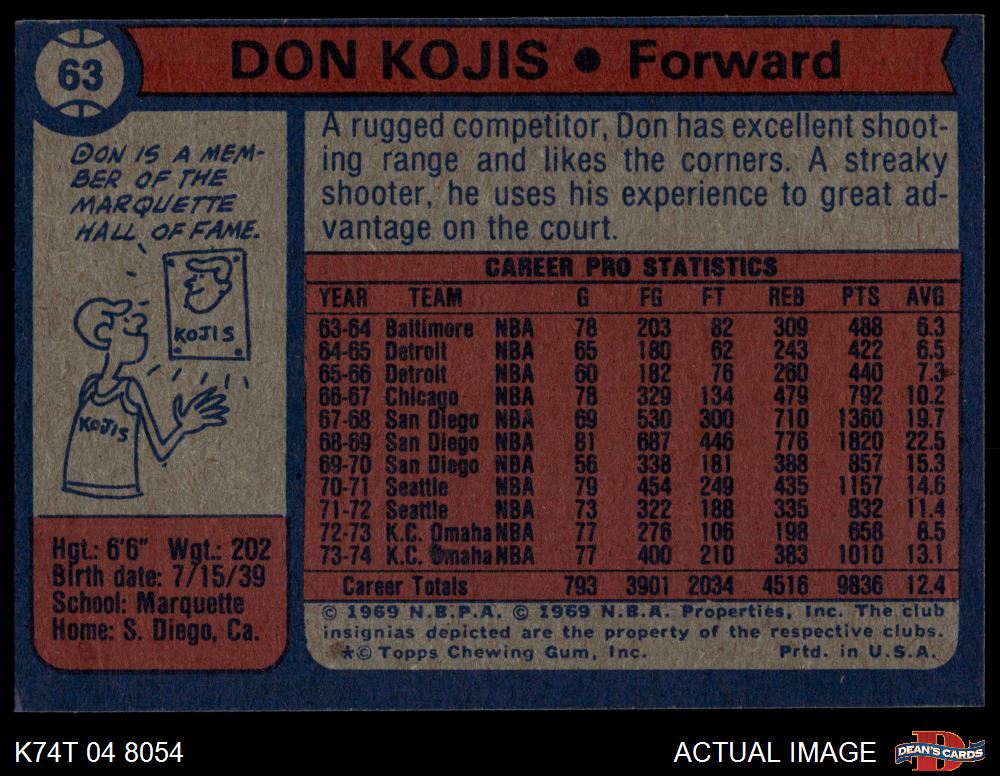 63
DON KOJIS • Forward
DON IS A MEM-
BER OF THE
MARQUETTE
HALL OF FAME.
KOJIS
KOJIS
Hgt.: 6'6" Wgt.: 202
Birth date: 7/15/39
School: Marquette
Home: S. Diego, Ca.
A rugged competitor, Don has excellent shoot-
ing range and likes the corners. A streaky
shooter, he uses his experience to great ad-
vantage on the court.
CAREER PRO STATISTICS
YEAR TEAM G FG FT REB PTS AVG
63-64 Baltimore NBA 78 203 82 309 488 6.3
64-65 Detroit NBA 65 180 62 243 422 6.5
65-66 Detroit NBA 60 182 76 260 440 7.3
66-67 Chicago NBA 78 329 134 479 792 10.2
67-68 San Diego NBA 69 530 300 710 1360 19.7
68-69 San Diego NBA 81 687 446 776 1820 22.5
69-70 San Diego NBA 56 338 181 388 857 15.3
70-71 Seattle NBA 79 454 249 435 1157 14.6
71-72 Seattle NBA 73 322 188 335 832 11.4
72-73 K.C. Omaha NBA 77 276 106 198 658 8.5
73-74 K.C. Omaha NBA 77 400 210 383 1010 13.1
Career Totals 793 3901 2034 4516 9836 12.4
© 1969 N.B.P.A. © 1969 N.B.A. Properties, Inc. The club
insignias depicted are the property of the respective clubs.
*© Topps Chewing Gum, Inc. Prtd. in U.S.A.
K74T 04 8054
ACTUAL IMAGE
DEAN'S CARDS